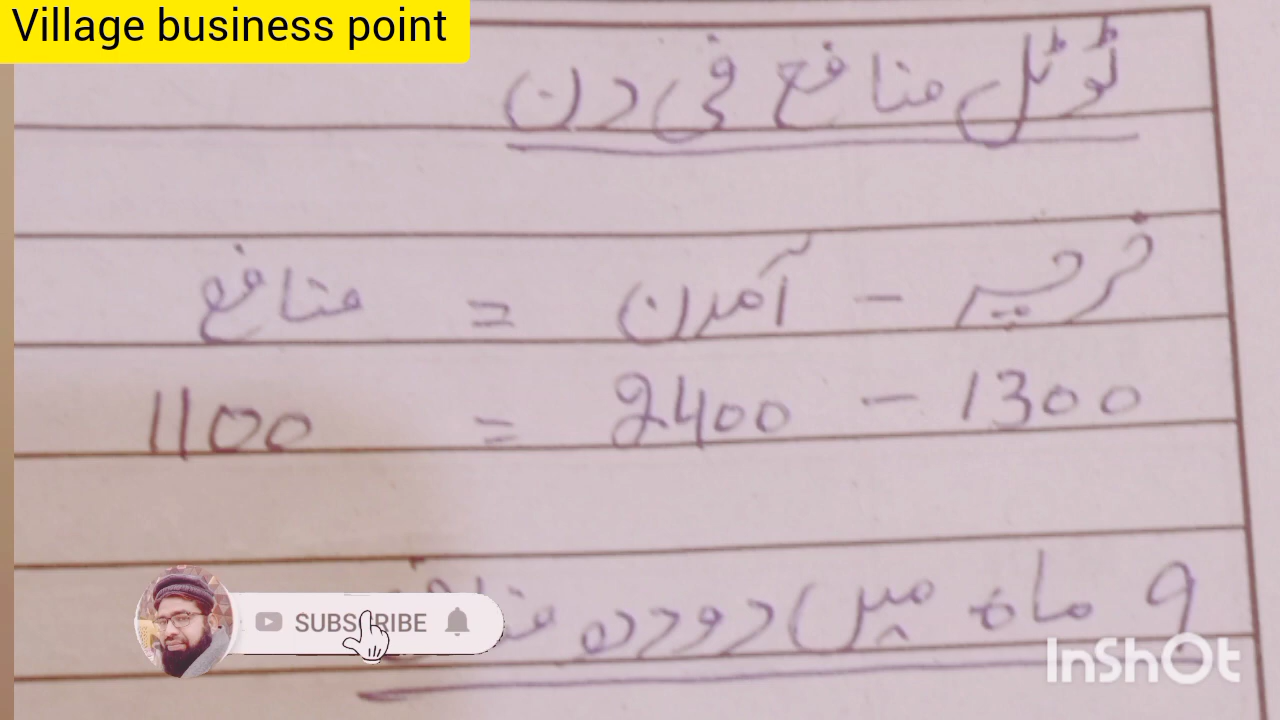 Village business point
ٹوٹل منافع فی دن
خرچہ - آمدن = منافع
1100 = 2400 - 1300
9 ماہ میں دودھ
SUBSCRIBE
InShOt